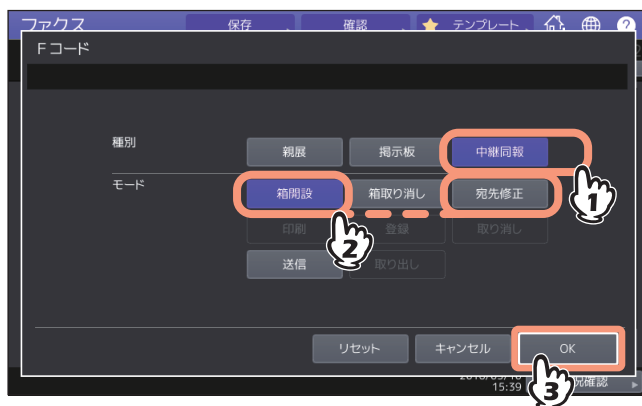 ファクス 保存 確認 テンプレート ?
Fコード
種別 親展 掲示板 中継同報
モード 箱開設 箱取り消し 宛先修正
印刷 登録 取り消し
送信 取り出し
リセット キャンセル OK
15:39 況確認
1
2
3